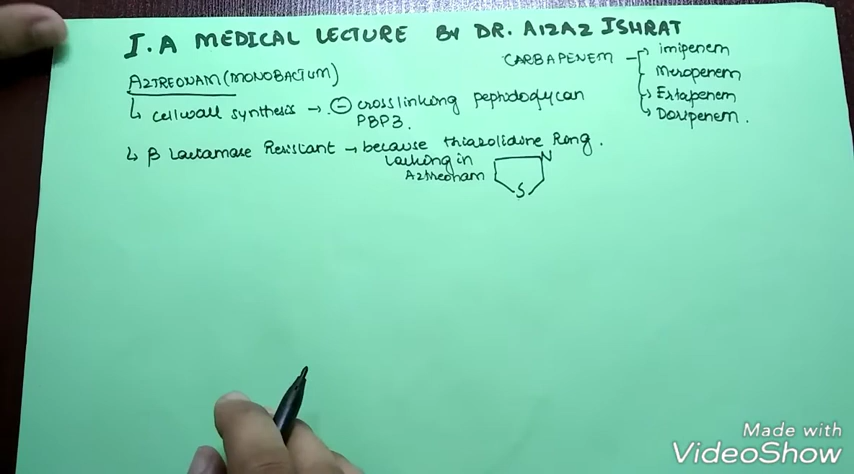 I.A MEDICAL LECTURE BY DR. AIZAZ ISHRAT
AZTREONAM (MONOBACTUM)
↳ cellwall synthesis → ⊖ crosslinking peptidoglycan
PBP3.
↳ β Lactamase Resistant → because thiazolidine Ring.
lacking in
Aztreonam
N
S
CARBAPENEM
→ imipenem
Meropenem
→ Ertapenem
→ Doripenem.
Made with
VideoShow